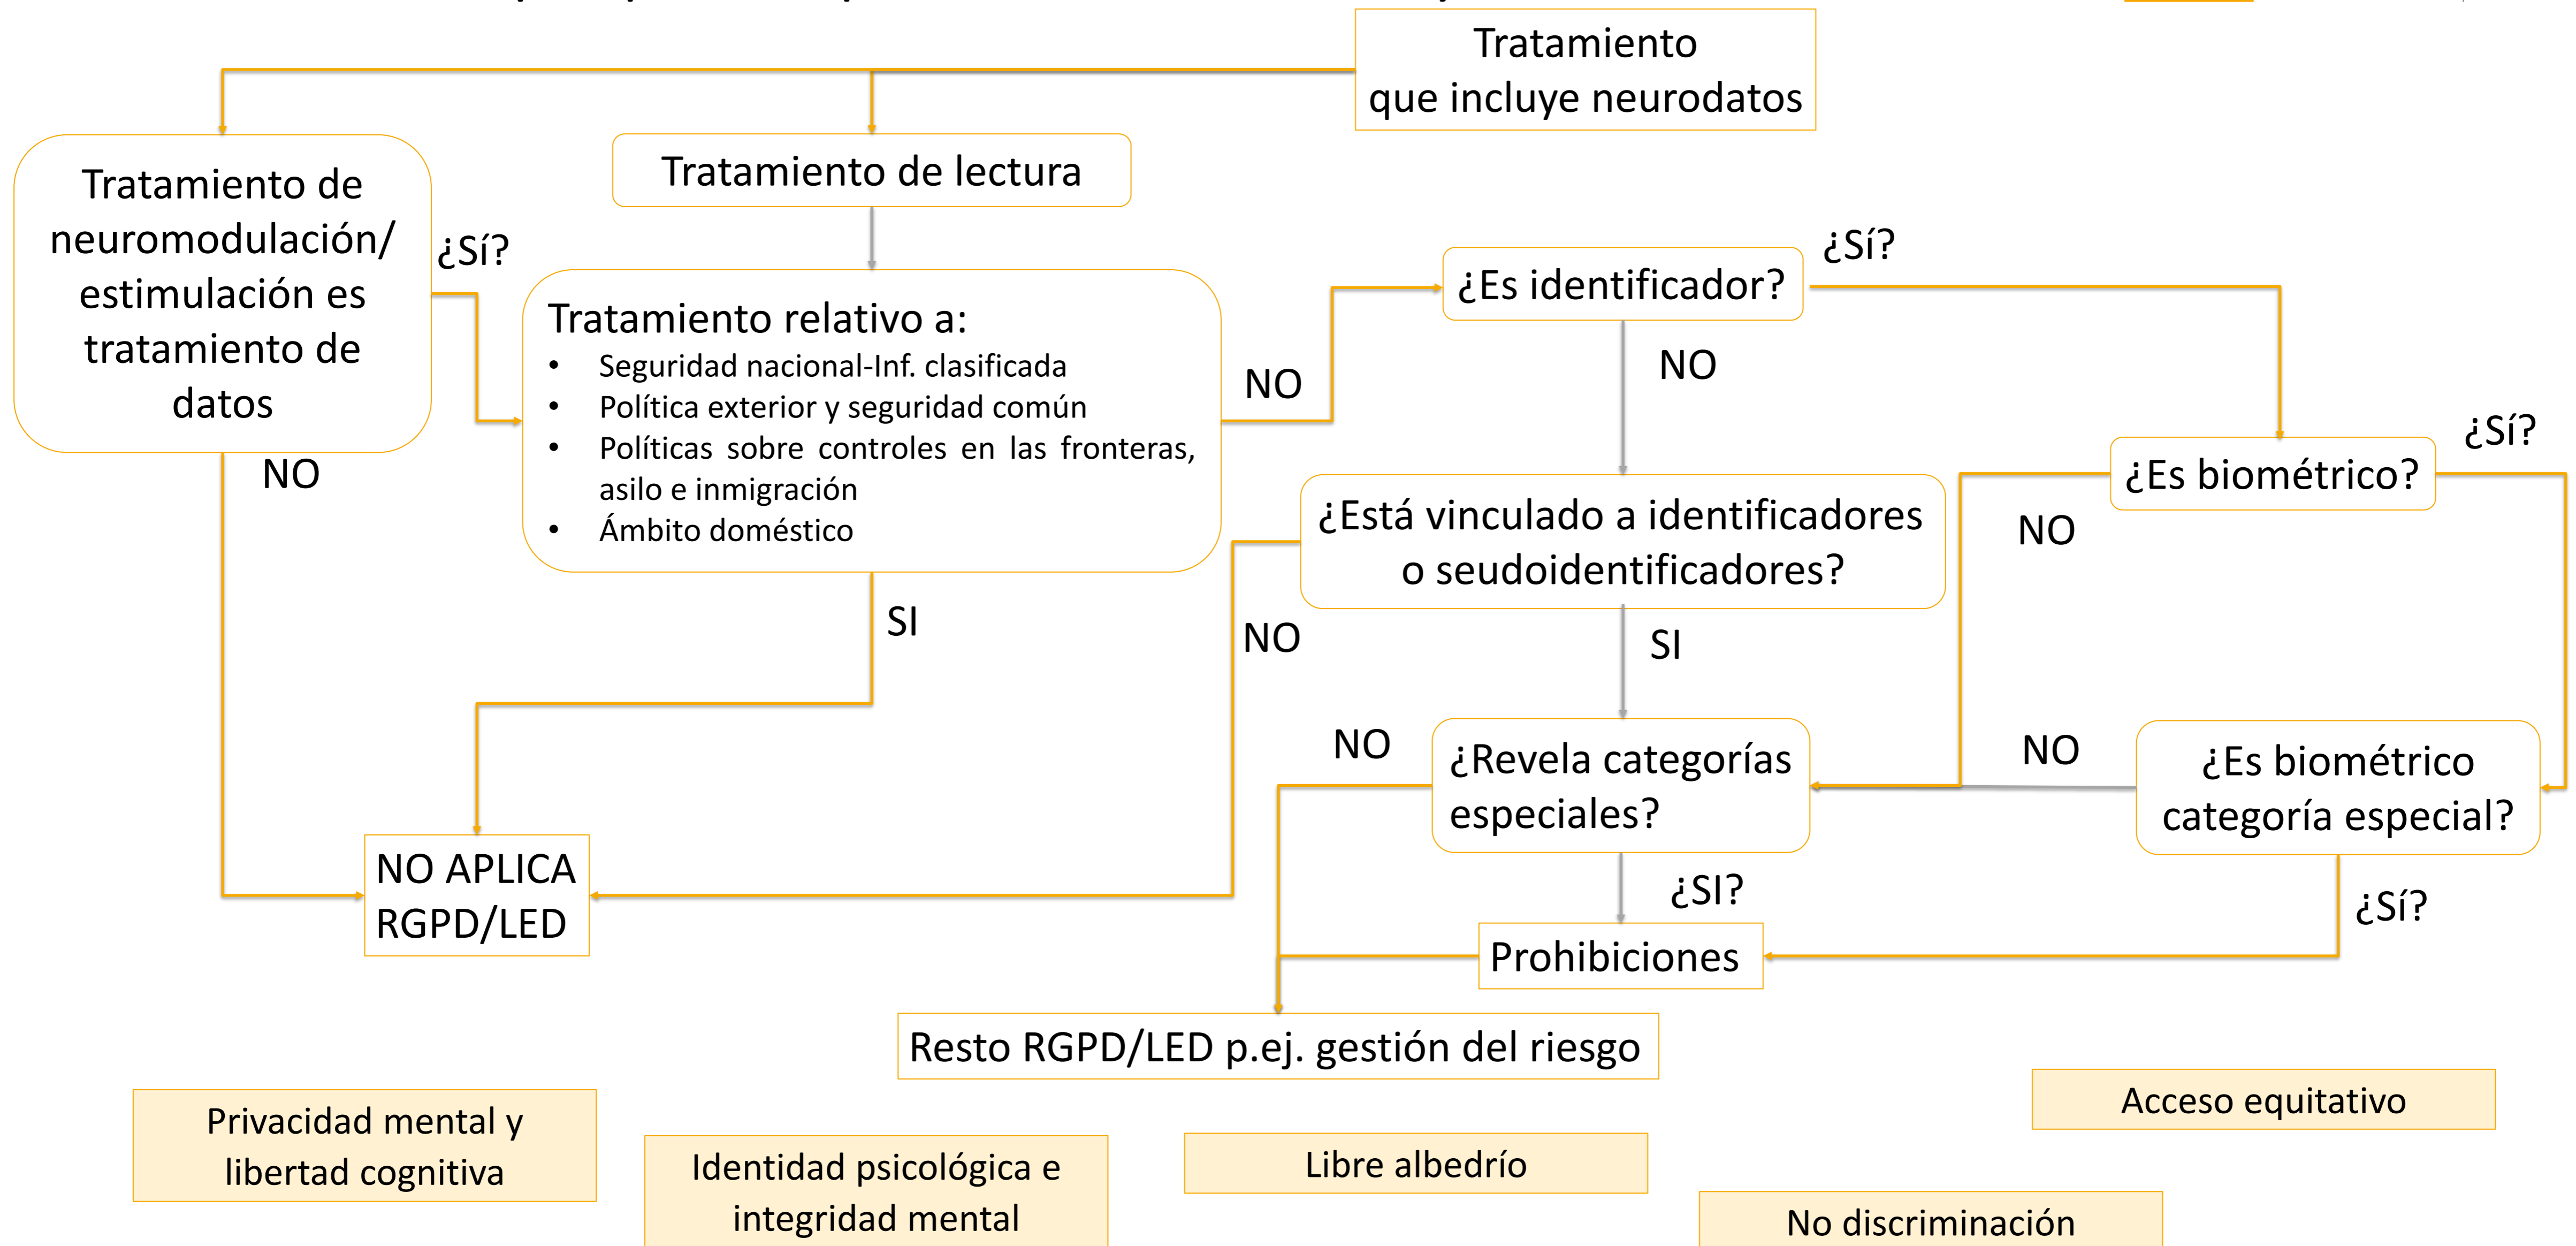 Tratamiento
que incluye neurodatos
Tratamiento de
neuromodulación/
estimulación es
tratamiento de
datos
¿Sí?
NO
Tratamiento de lectura
Tratamiento relativo a:
• Seguridad nacional-Inf. clasificada
• Política exterior y seguridad común
• Políticas sobre controles en las fronteras,
asilo e inmigración
• Ámbito doméstico
NO
SI
¿Es identificador?
¿Sí?
NO
¿Es biométrico?
¿Sí?
NO
¿Está vinculado a identificadores
o seudoidentificadores?
NO
SI
¿Revela categorías
especiales?
NO
¿SI?
¿Es biométrico
categoría especial?
NO
¿Sí?
NO APLICA
RGPD/LED
Prohibiciones
Resto RGPD/LED p.ej. gestión del riesgo
Privacidad mental y
libertad cognitiva
Identidad psicológica e
integridad mental
Libre albedrío
No discriminación
Acceso equitativo